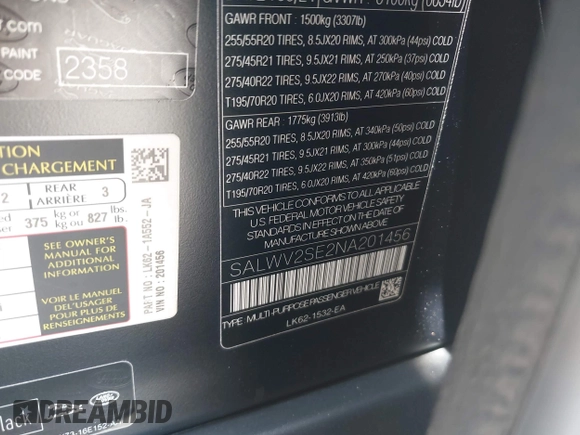 PAINT
CODE
2358
GAWR FRONT: 1500kg (3307lb)
255/55R20 TIRES, 8.5JX20 RIMS, AT 300kPa (44psi) COLD
275/45R21 TIRES, 9.5JX21 RIMS, AT 250kPa (37psi) COLD
275/40R22 TIRES, 9.5JX22 RIMS, AT 270kPa (40psi) COLD
T195/70R20 TIRES, 6.0JX20 RIMS, AT 420kPa (60psi) COLD
GAWR REAR: 1775kg (3913lb)
255/55R20 TIRES, 8.5JX20 RIMS, AT 340kPa (50psi) COLD
275/45R21 TIRES, 9.5JX21 RIMS, AT 300kPa (44psi) COLD
275/40R22 TIRES, 9.5JX22 RIMS, AT 350kPa (51psi) COLD
T195/70R20 TIRES, 6.0JX20 RIMS, AT 420kPa (60psi) COLD
THIS VEHICLE CONFORMS TO ALL APPLICABLE
U.S. FEDERAL MOTOR VEHICLE SAFETY
STANDARDS IN EFFECT ON THE DATE OF
MANUFACTURE SHOWN ABOVE.
SALWV2SE2NA201456
TYPE: MULTI-PURPOSE PASSENGER VEHICLE
LK62-1532-EA
CHARGEMENT
2
REAR
ARRIÈRE 3
375 kg or kg ou 827 lbs. lb.
SEE OWNER'S
MANUAL FOR
ADDITIONAL
INFORMATION
VOIR LE MANUEL
DE L'USAGER
POUR PLUS DE
RENSEIGNEMENTS
PART NO: LK62-1A552-JA
VIN NO: 201456
DREAMBID